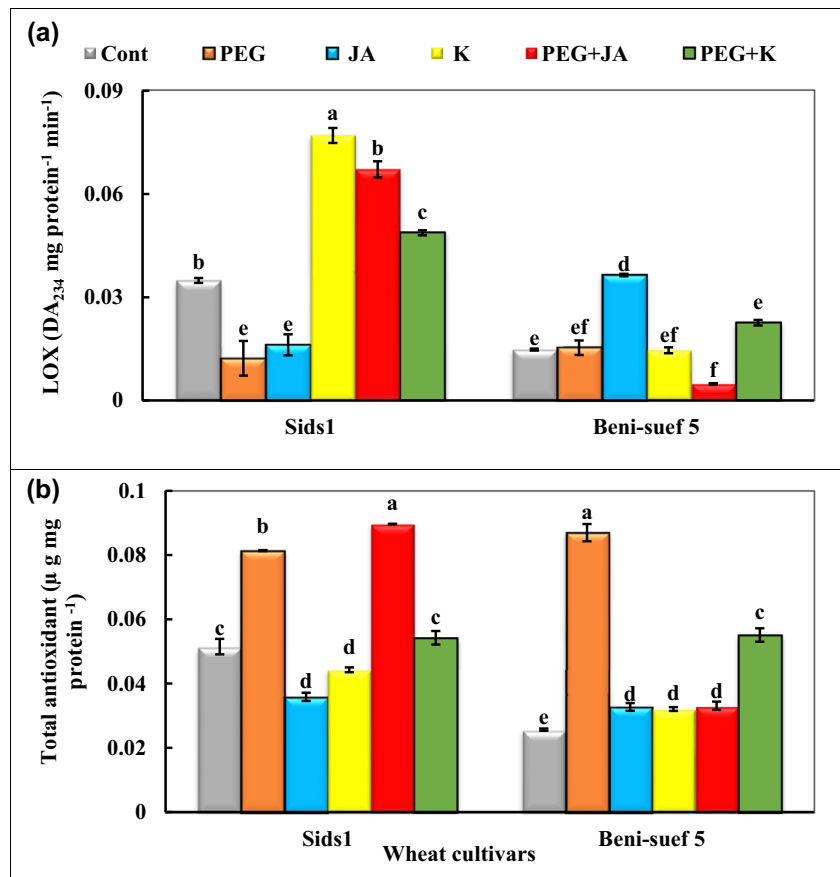 (a)
Cont PEG JA K PEG+JA PEG+K
LOX (DA234 mg protein-1 min-1)
0.09
0.06
0.03
0
b e e a b c
e ef d ef f e
Sids1 Beni-suef 5
(b)
Total antioxidant (µ g mg
protein -1)
0.1
0.08
0.06
0.04
0.02
0
c b d d a c
e a d d d c
Sids1 Beni-suef 5
Wheat cultivars